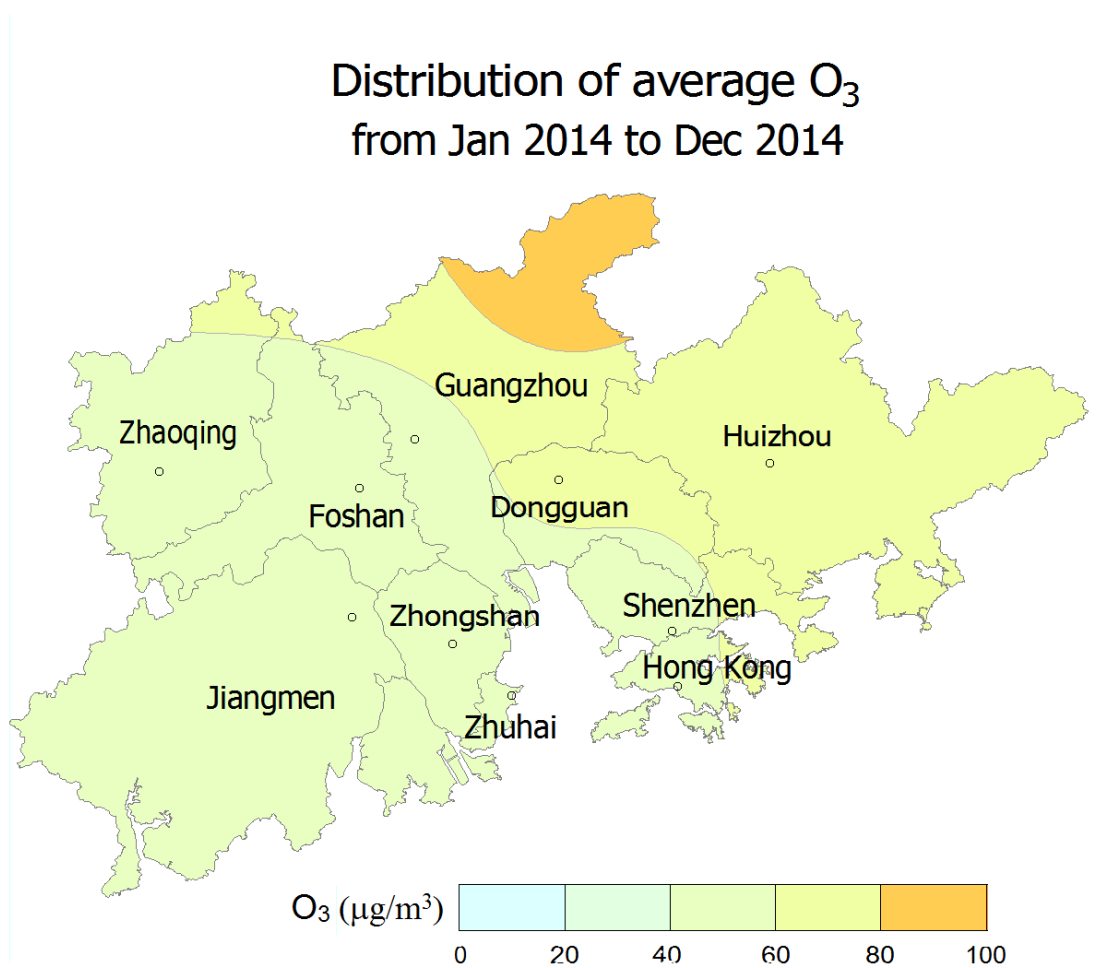 Distribution of average O₃
from Jan 2014 to Dec 2014
Guangzhou
Zhaoqing
Huizhou
Foshan
Dongguan
Zhongshan
Shenzhen
Hong Kong
Jiangmen
Zhuhai
O₃ (μg/m³)
0 20 40 60 80 100